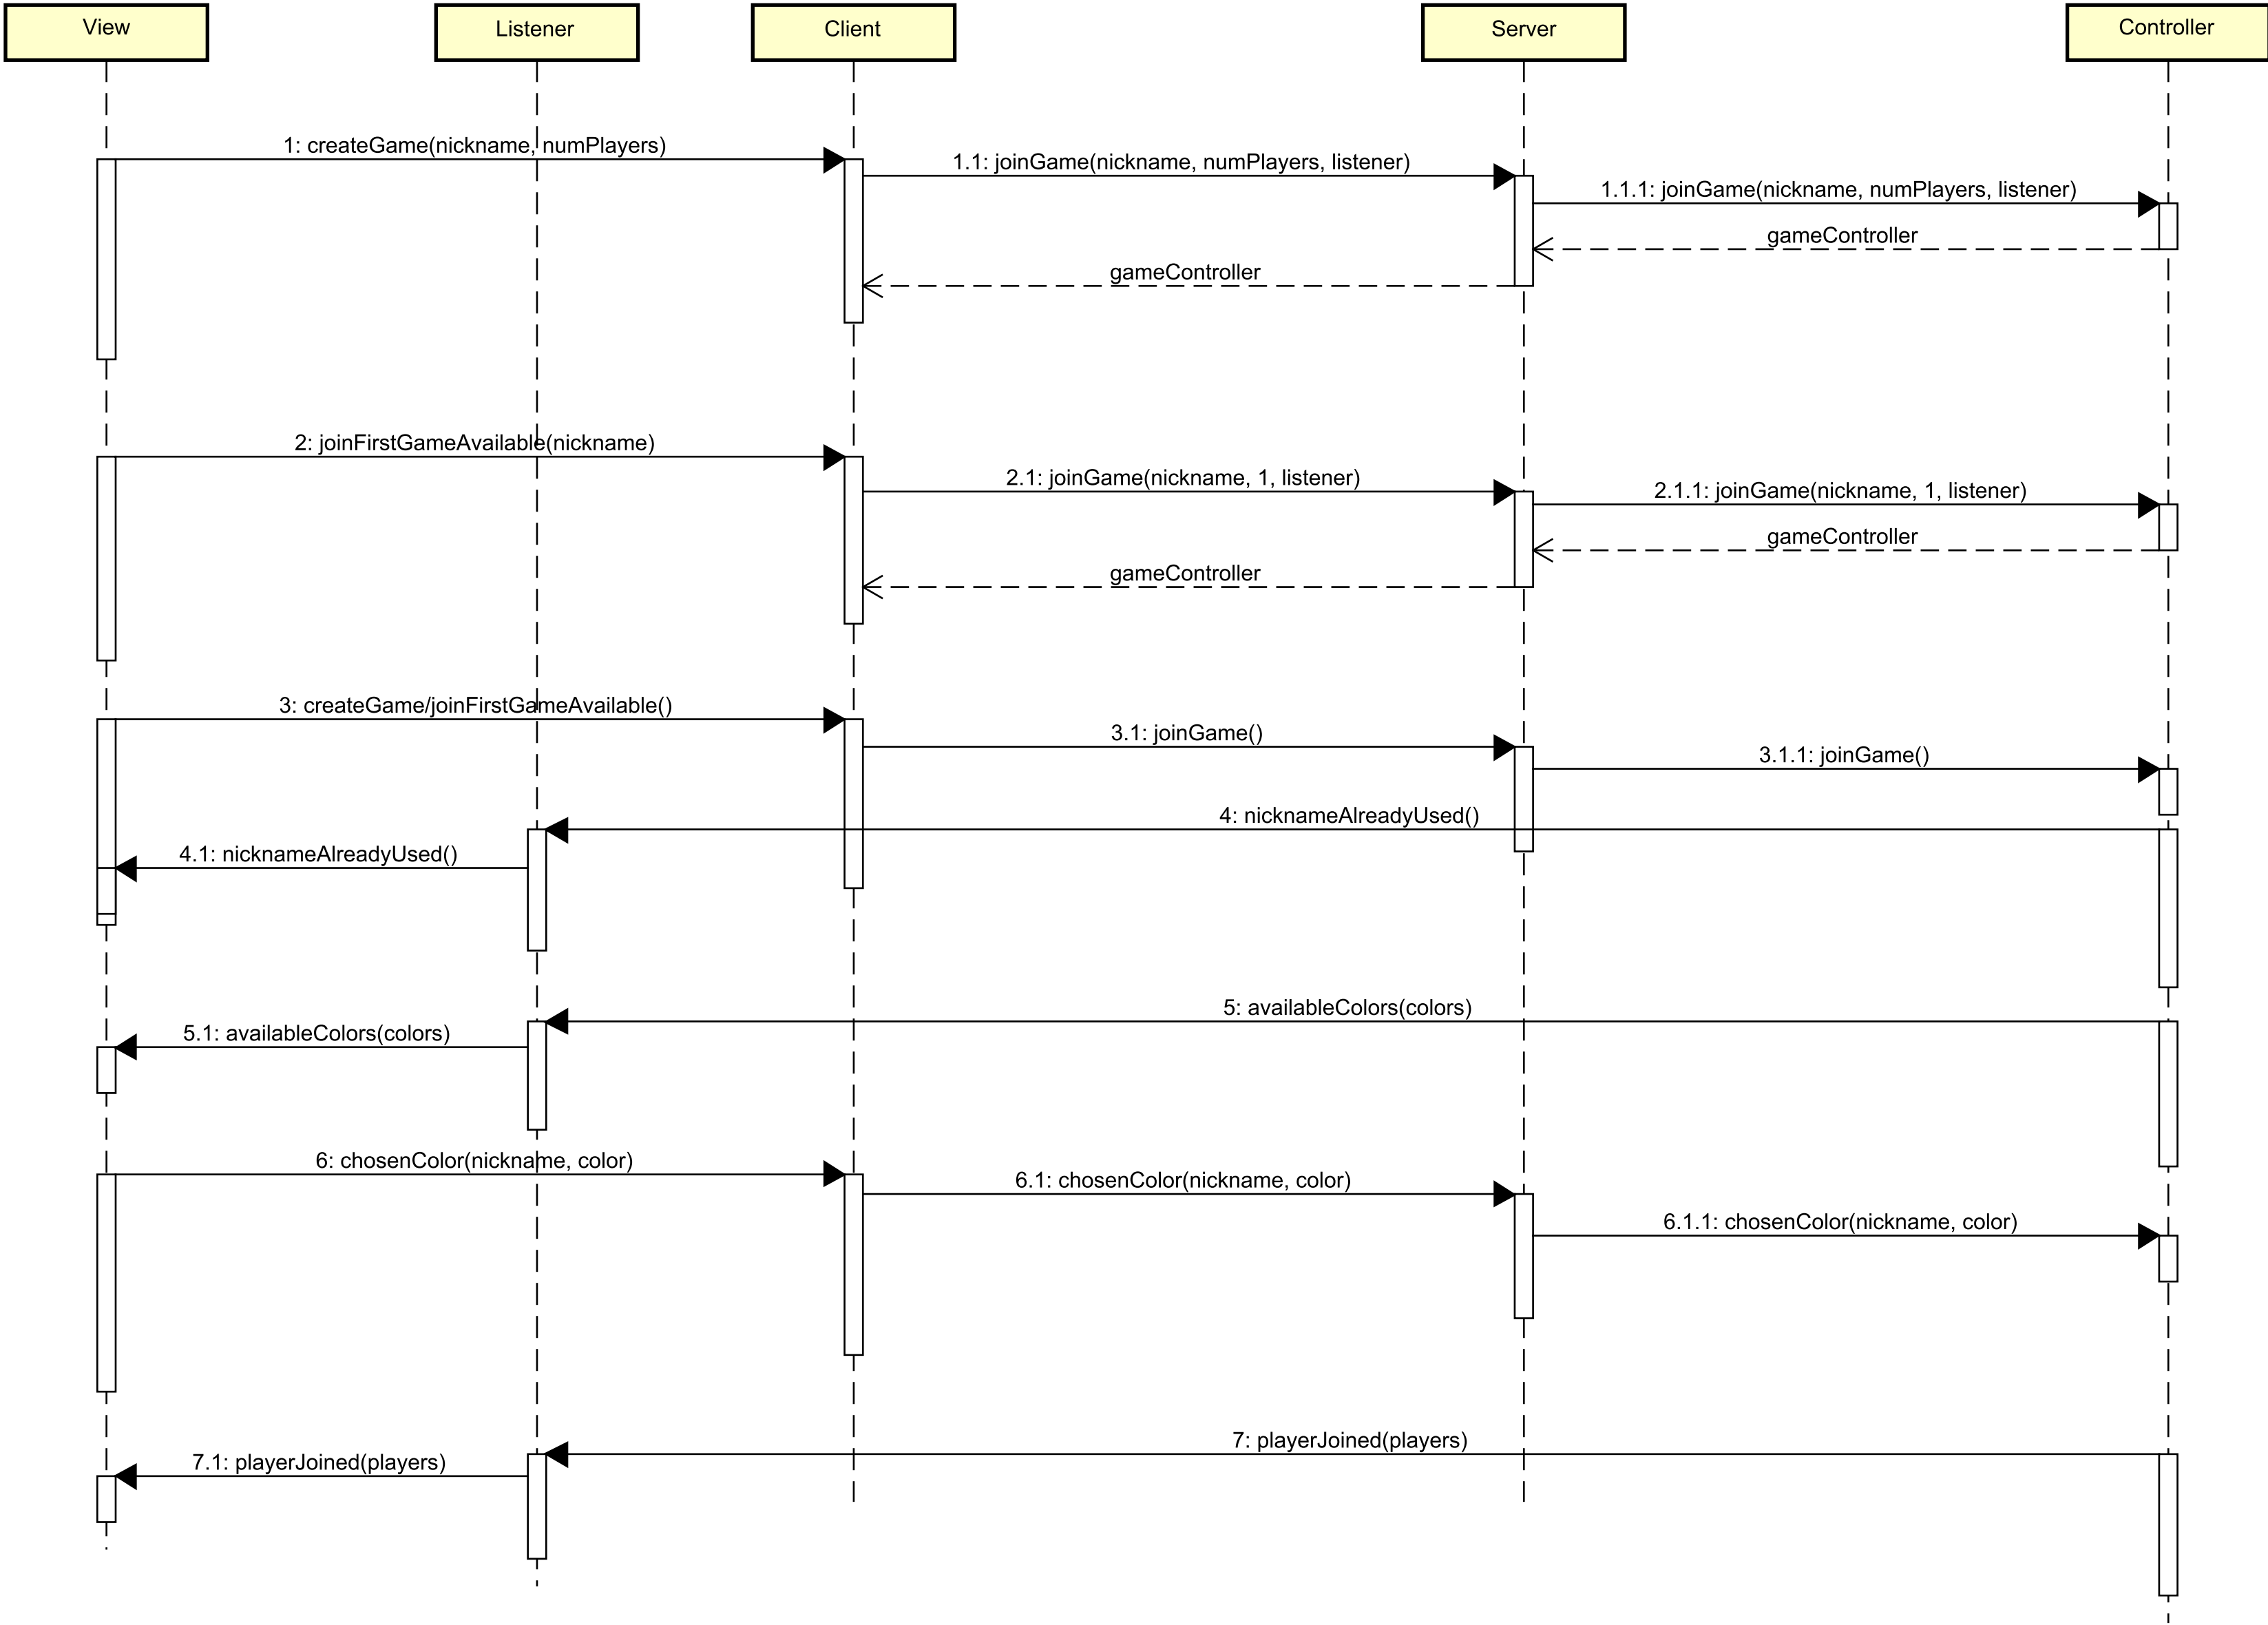 View
Listener
Client
Server
Controller
1: createGame(nickname, numPlayers)
1.1: joinGame(nickname, numPlayers, listener)
1.1.1: joinGame(nickname, numPlayers, listener)
gameController
gameController
2: joinFirstGameAvailable(nickname)
2.1: joinGame(nickname, 1, listener)
2.1.1: joinGame(nickname, 1, listener)
gameController
gameController
3: createGame/joinFirstGameAvailable()
3.1: joinGame()
3.1.1: joinGame()
4: nicknameAlreadyUsed()
4.1: nicknameAlreadyUsed()
5: availableColors(colors)
5.1: availableColors(colors)
6: chosenColor(nickname, color)
6.1: chosenColor(nickname, color)
6.1.1: chosenColor(nickname, color)
7: playerJoined(players)
7.1: playerJoined(players)